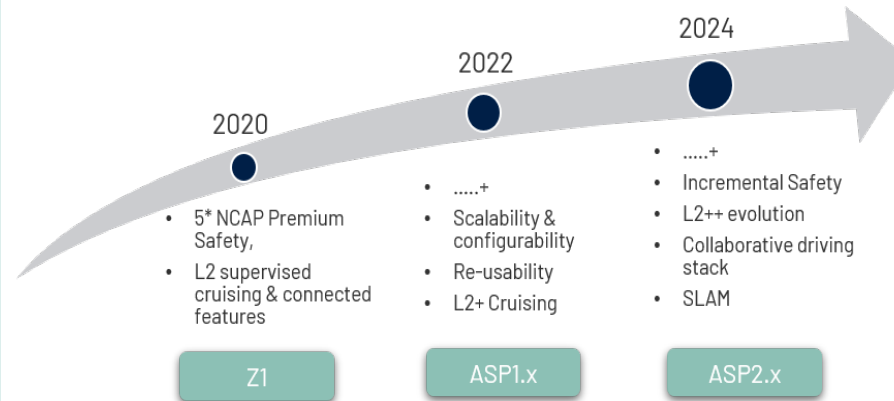 2020
• 5* NCAP Premium
Safety,
• L2 supervised
cruising & connected
features
Z1
2022
• .....+
• Scalability &
configurability
• Re-usability
• L2+ Cruising
ASP1.x
2024
• .....+
• Incremental Safety
• L2++ evolution
• Collaborative driving
stack
• SLAM
ASP2.x